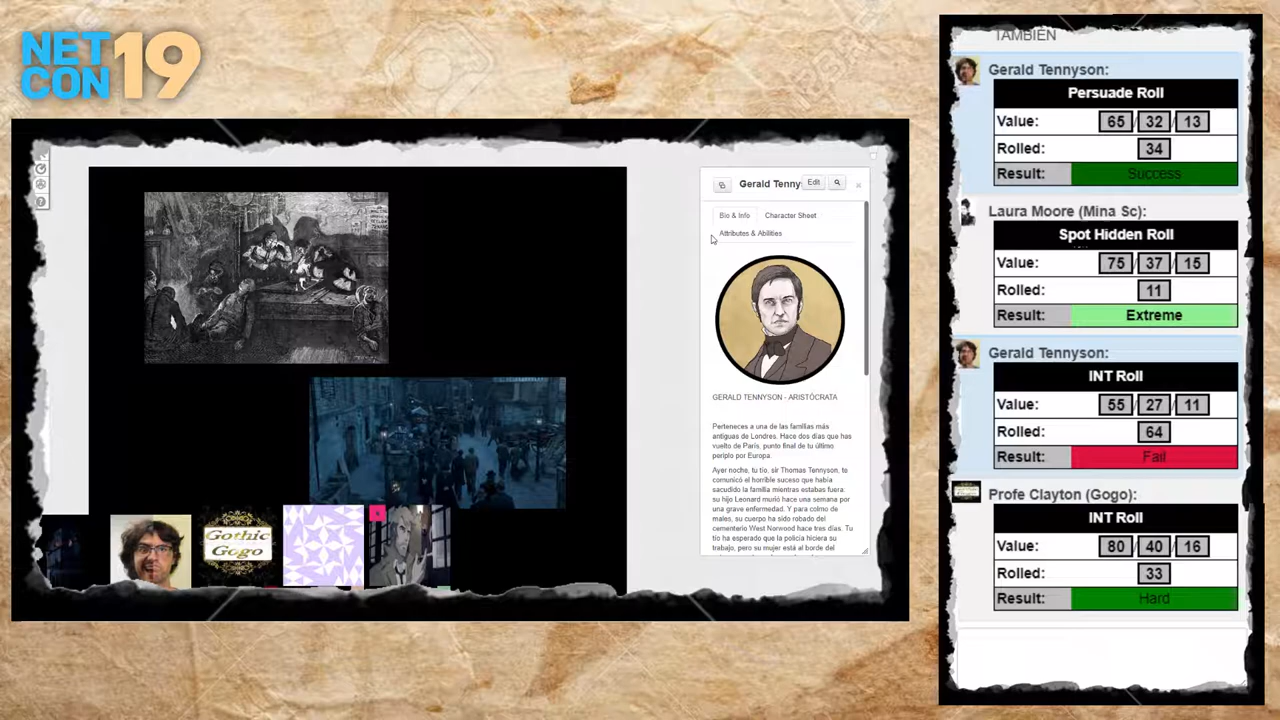 NET
CON 19
Gerald Tenny
Edit
Bio & Info
Character Sheet
Attributes & Abilities
GERALD TENNYSON - ARISTÓCRATA
Perteneces a una de las familias más
antiguas de Londres. Hace dos días que has
vuelto de París, punto final de tu último
periplo por Europa.
Ayer noche, tu tío, sir Thomas Tennyson, te
comunicó el horrible suceso que había
sacudido la familia mientras estabas fuera:
su hijo Leonard murió hace una semana por
una grave enfermedad. Y para colmo de
males, su cuerpo ha sido robado del
cementerio West Norwood hace tres días. Tu
tío ha esperado que la policía hiciera su
trabajo, pero su mujer está al borde del
Gothic
Gogo
TAMBIÉN
Gerald Tennyson:
Persuade Roll
Value: 65 / 32 / 13
Rolled: 34
Result: Success
Laura Moore (Mina Sc):
Spot Hidden Roll
Value: 75 / 37 / 15
Rolled: 11
Result: Extreme
Gerald Tennyson:
INT Roll
Value: 55 / 27 / 11
Rolled: 64
Result: Fail
Profe Clayton (Gogo):
INT Roll
Value: 80 / 40 / 16
Rolled: 33
Result: Hard